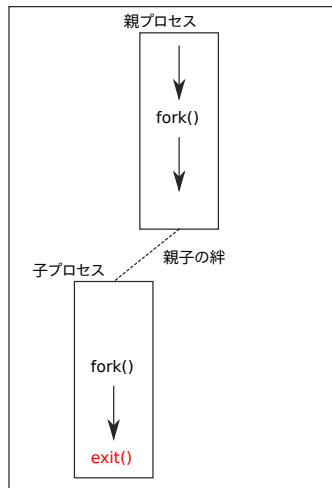 親プロセス
fork()
親子の絆
子プロセス
fork()
exit()